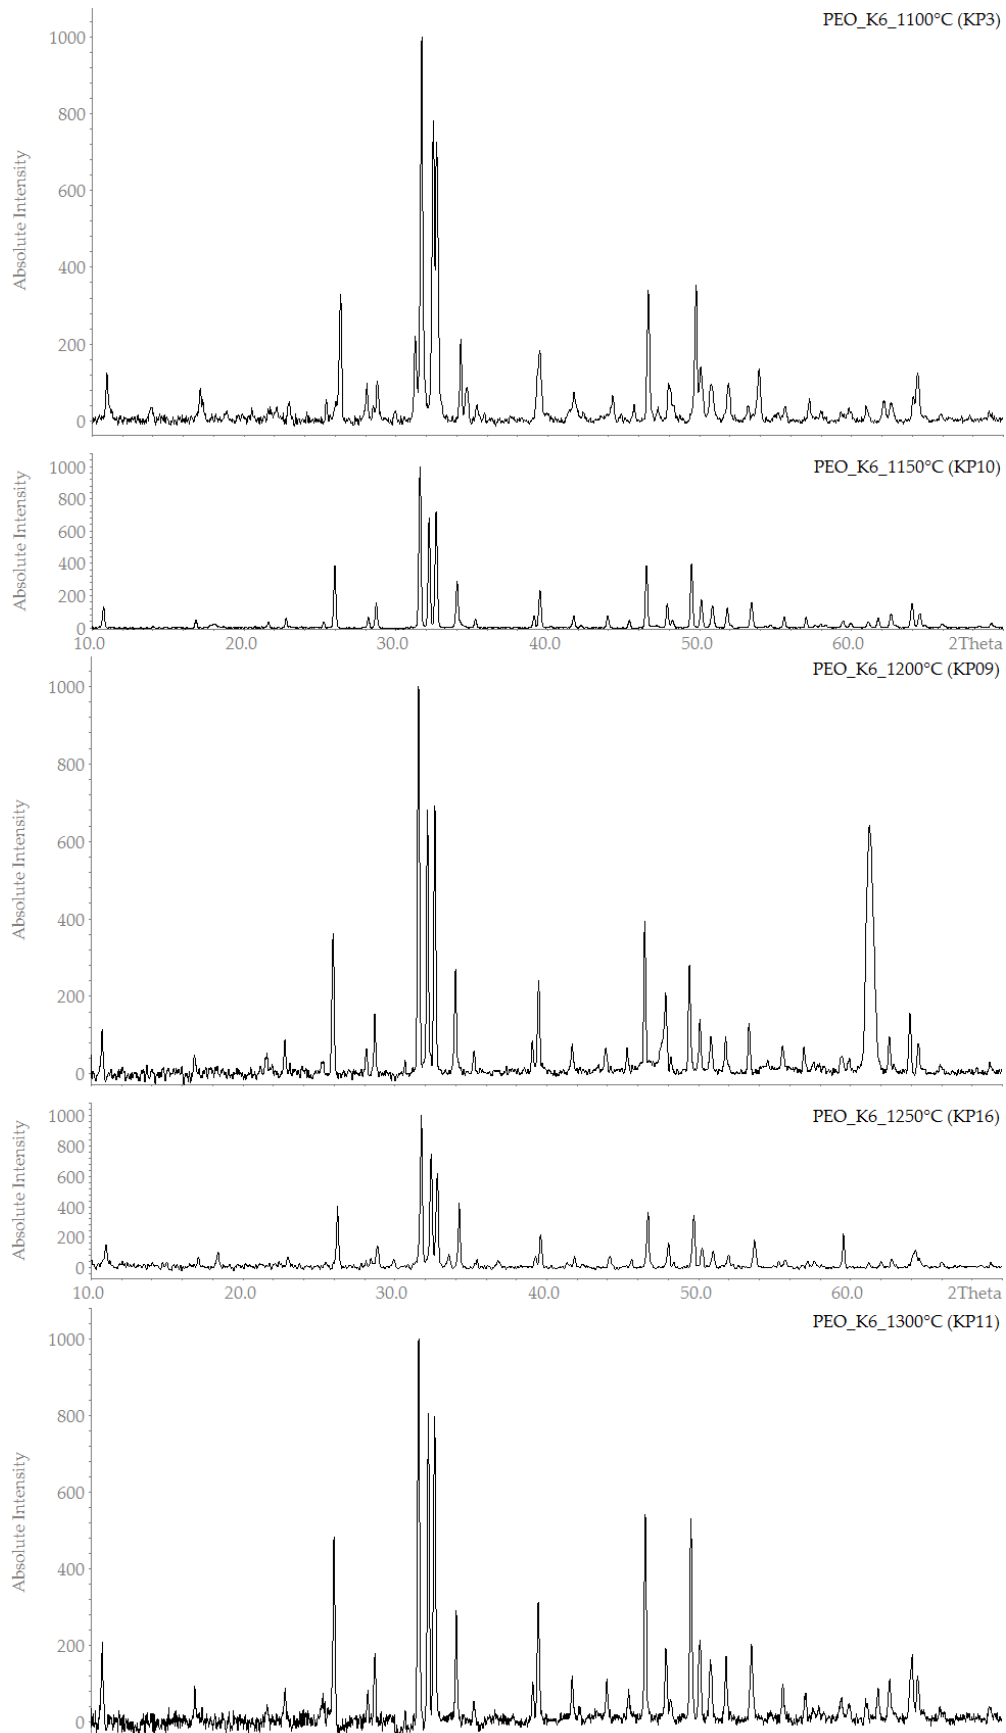 PEO_K6_1100°C (KP3)
Absolute Intensity
1000
800
600
400
200
0
PEO_K6_1150°C (KP10)
Absolute Intensity
1000
800
600
400
200
0
10.0 20.0 30.0 40.0 50.0 60.0 2Theta
PEO_K6_1200°C (KP09)
Absolute Intensity
1000
800
600
400
200
0
PEO_K6_1250°C (KP16)
Absolute Intensity
1000
800
600
400
200
0
10.0 20.0 30.0 40.0 50.0 60.0 2Theta
PEO_K6_1300°C (KP11)
Absolute Intensity
1000
800
600
400
200
0